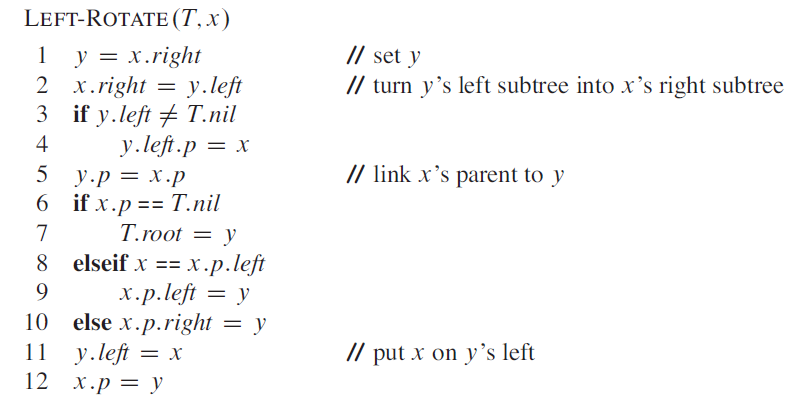 LEFT-ROTATE(T, x)
1 y = x.right // set y
2 x.right = y.left // turn y's left subtree into x's right subtree
3 if y.left ≠ T.nil
4 y.left.p = x
5 y.p = x.p // link x's parent to y
6 if x.p == T.nil
7 T.root = y
8 elseif x == x.p.left
9 x.p.left = y
10 else x.p.right = y
11 y.left = x // put x on y's left
12 x.p = y